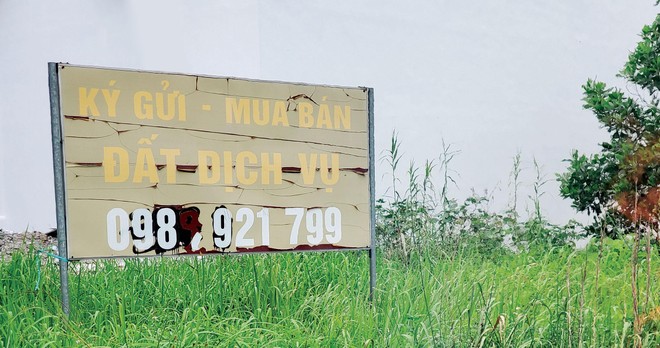 KÝ GỬI - MUA BÁN
ĐẤT DỊCH VỤ
098 921 799